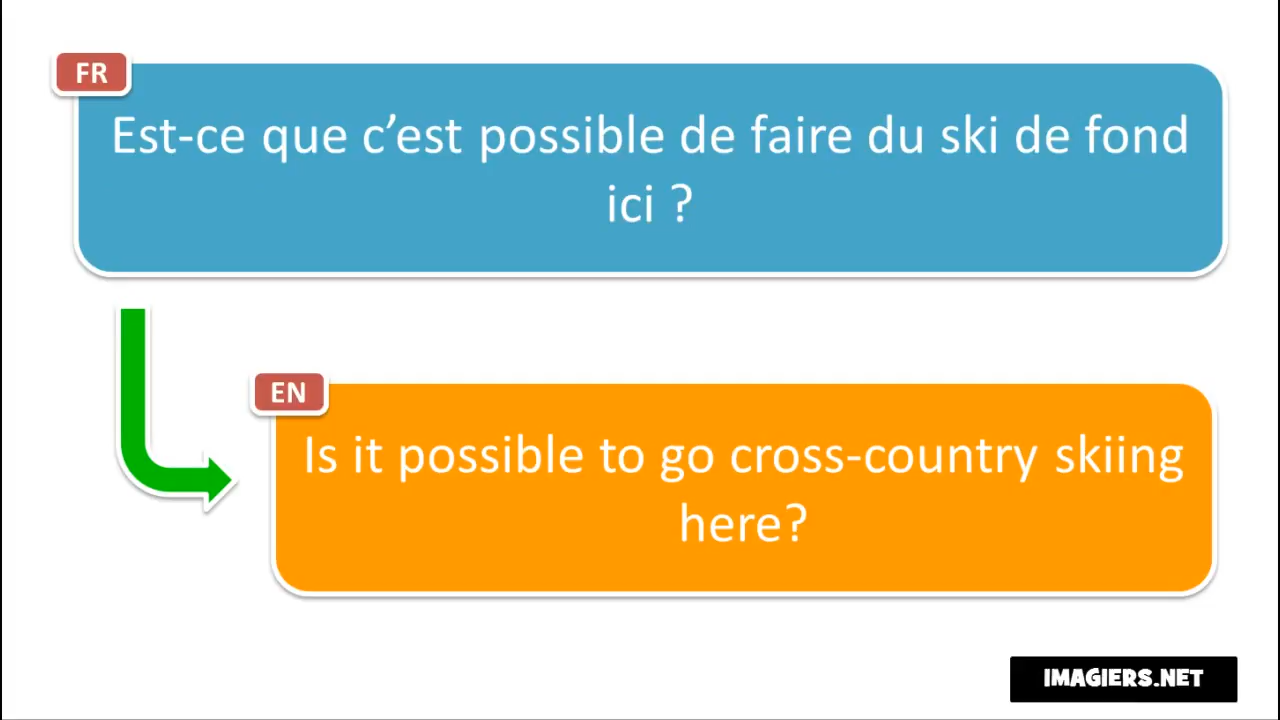 FR
Est-ce que c’est possible de faire du ski de fond
ici ?
EN
Is it possible to go cross-country skiing
here?
IMAGIERS.NET